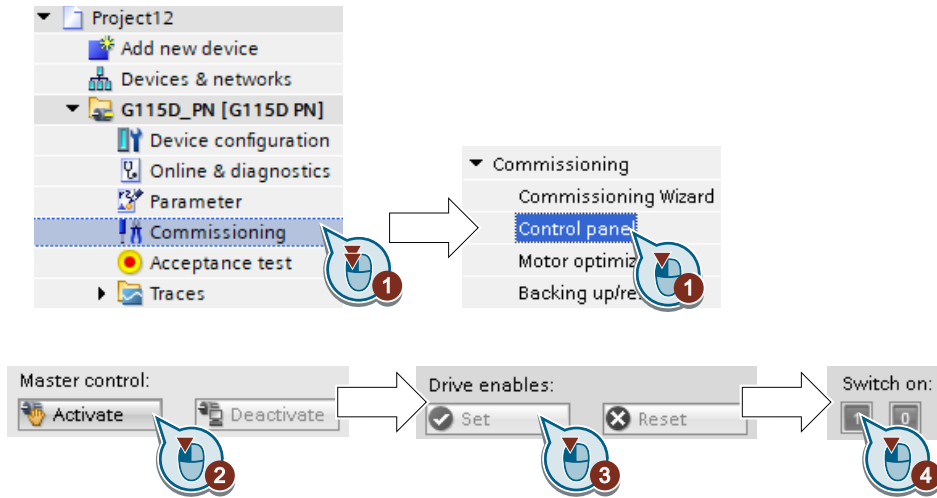 Project12
Add new device
Devices & networks
G115D_PN [G115D PN]
Device configuration
Online & diagnostics
Parameter
Commissioning
Acceptance test
Traces
1
Commissioning
Commissioning Wizard
Control panel
Motor optimiz
Backing up/re
1
Master control:
Activate
Deactivate
2
Drive enables:
Set
Reset
3
Switch on:
1
0
4